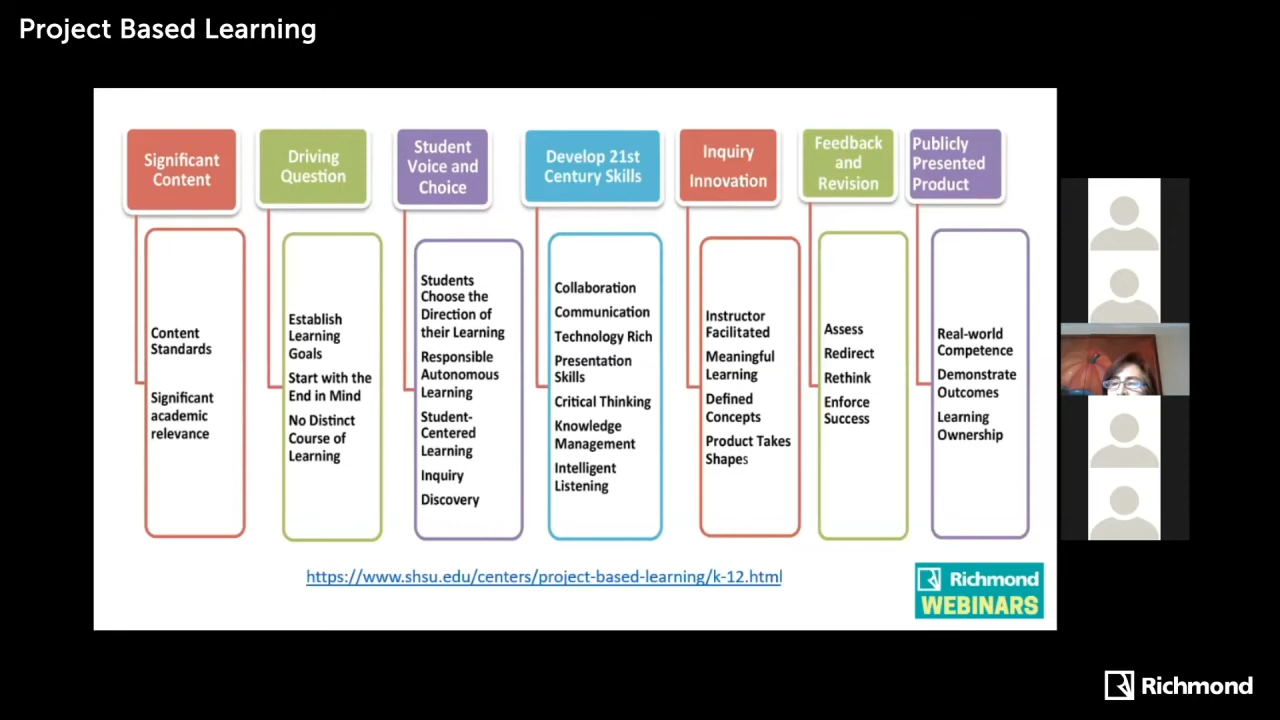 Project Based Learning
Significant
Content
Content
Standards
Significant
academic
relevance
Driving
Question
Establish
Learning
Goals
Start with the
End in Mind
No Distinct
Course of
Learning
Student
Voice and
Choice
Students
Choose the
Direction of
their Learning
Responsible
Autonomous
Learning
Student-
Centered
Learning
Inquiry
Discovery
Develop 21st
Century Skills
Collaboration
Communication
Technology Rich
Presentation
Skills
Critical Thinking
Knowledge
Management
Intelligent
Listening
Inquiry
Innovation
Instructor
Facilitated
Meaningful
Learning
Defined
Concepts
Product Takes
Shapes
Feedback
and
Revision
Assess
Redirect
Rethink
Enforce
Success
Publicly
Presented
Product
Real-world
Competence
Demonstrate
Outcomes
Learning
Ownership
https://www.shsu.edu/centers/project-based-learning/k-12.html
Richmond
WEBINARS
Richmond